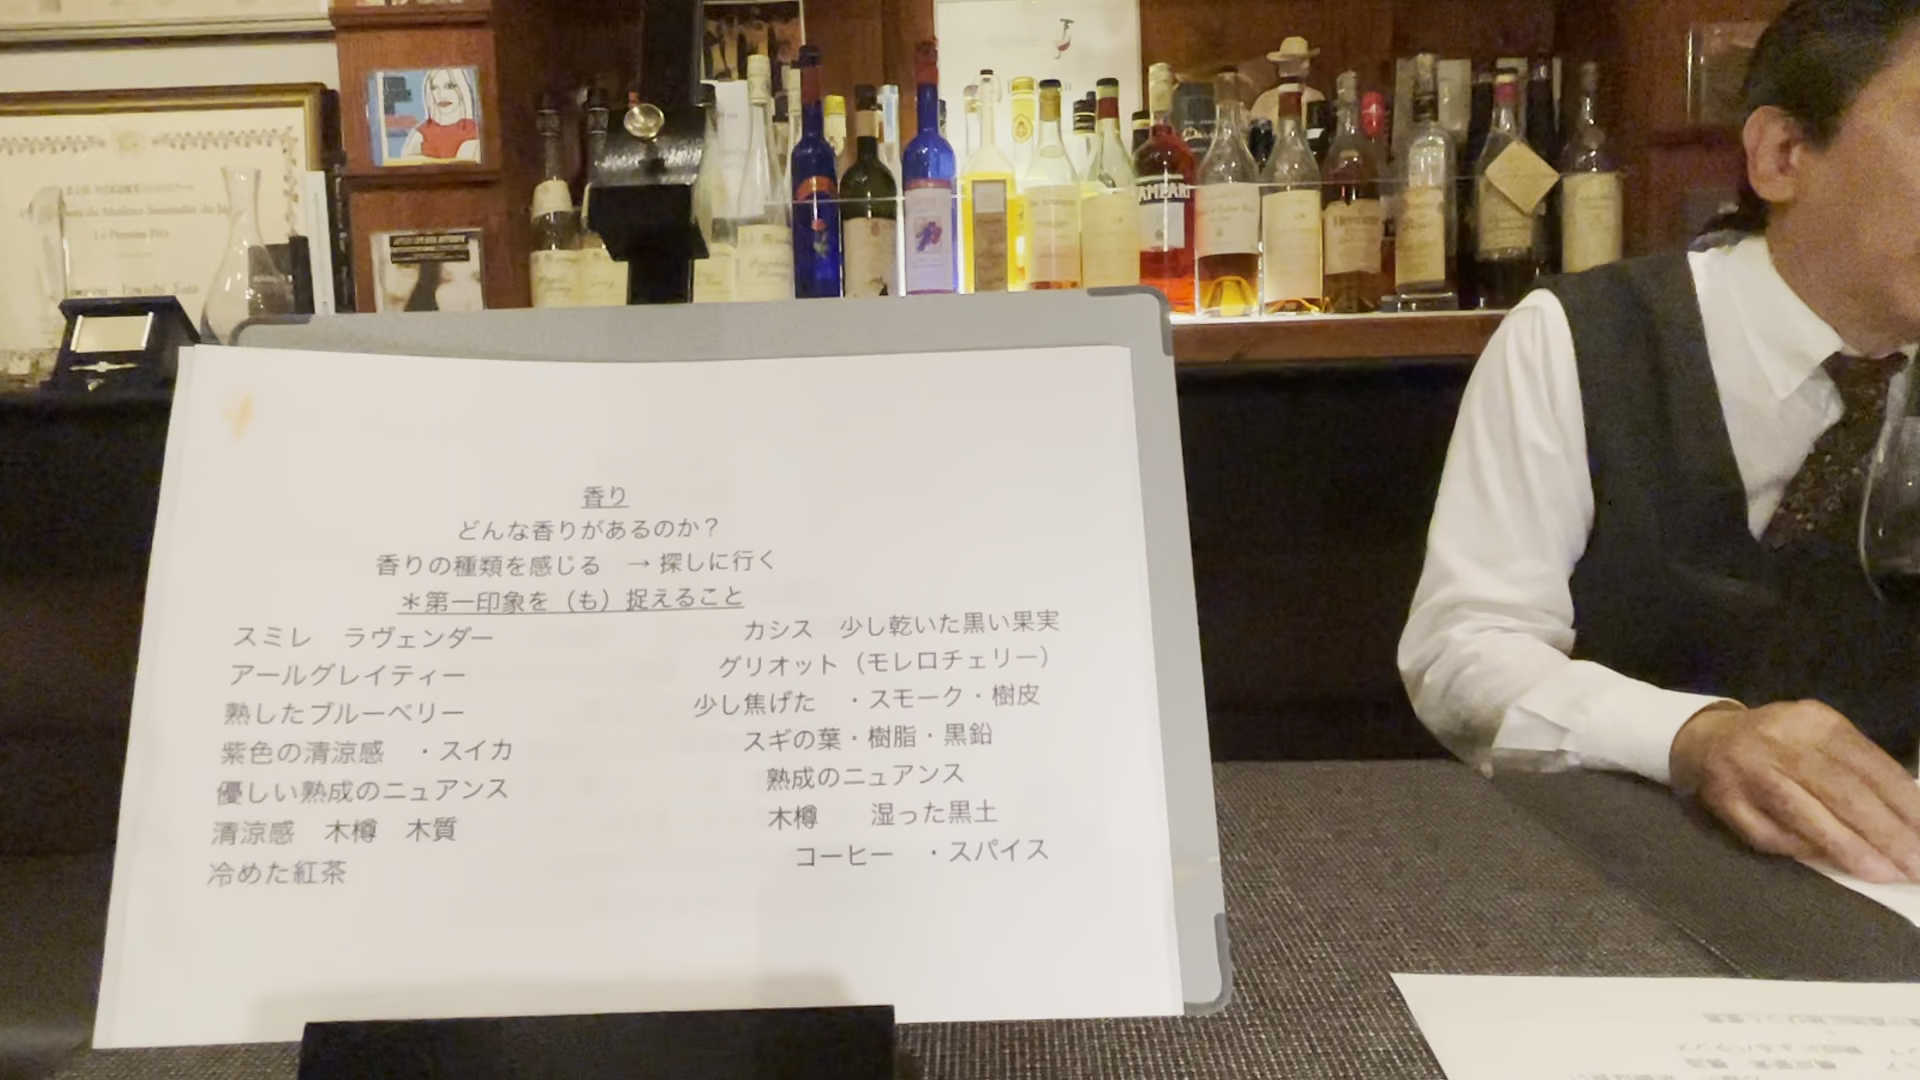 香り
どんな香りがあるのか？
香りの種類を感じる　→ 探しに行く
＊第一印象を（も）捉えること
スミレ　ラヴェンダー
アールグレイティー
熟したブルーベリー
紫色の清涼感　・スイカ
優しい熟成のニュアンス
清涼感　木樽　木質
冷めた紅茶
カシス　少し乾いた黒い果実
グリオット（モレロチェリー）
少し焦げた　・スモーク・樹皮
スギの葉・樹脂・黒鉛
熟成のニュアンス
木樽　　湿った黒土
コーヒー　・スパイス
Le Premier Prix
AMPARI